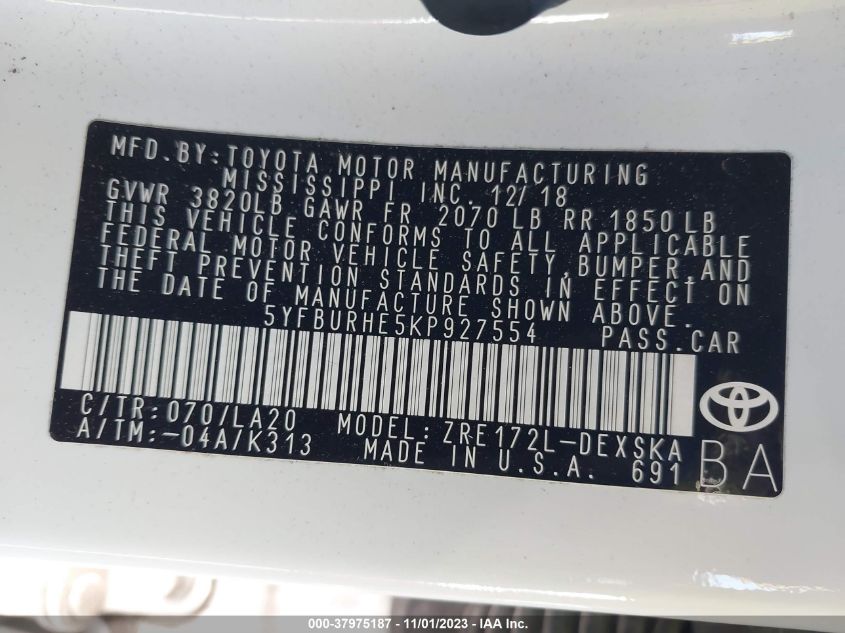 MFD. BY: TOYOTA MOTOR MANUFACTURING
MISSISSIPPI INC. 12/18
GVWR 3820LB GAWR FR 2070 LB RR 1850 LB
THIS VEHICLE CONFORMS TO ALL APPLICABLE
FEDERAL MOTOR VEHICLE SAFETY, BUMPER, AND
THEFT PREVENTION STANDARDS IN EFFECT ON
THE DATE OF MANUFACTURE SHOWN ABOVE.
5YFBURHE5KP927554 PASS. CAR
C/TR: 070/LA20 MODEL: ZRE172L-DEXSKA
A/TM: -04A/K313 MADE IN U.S.A. 691
BA
000-37975187 - 11/01/2023 - IAA Inc.